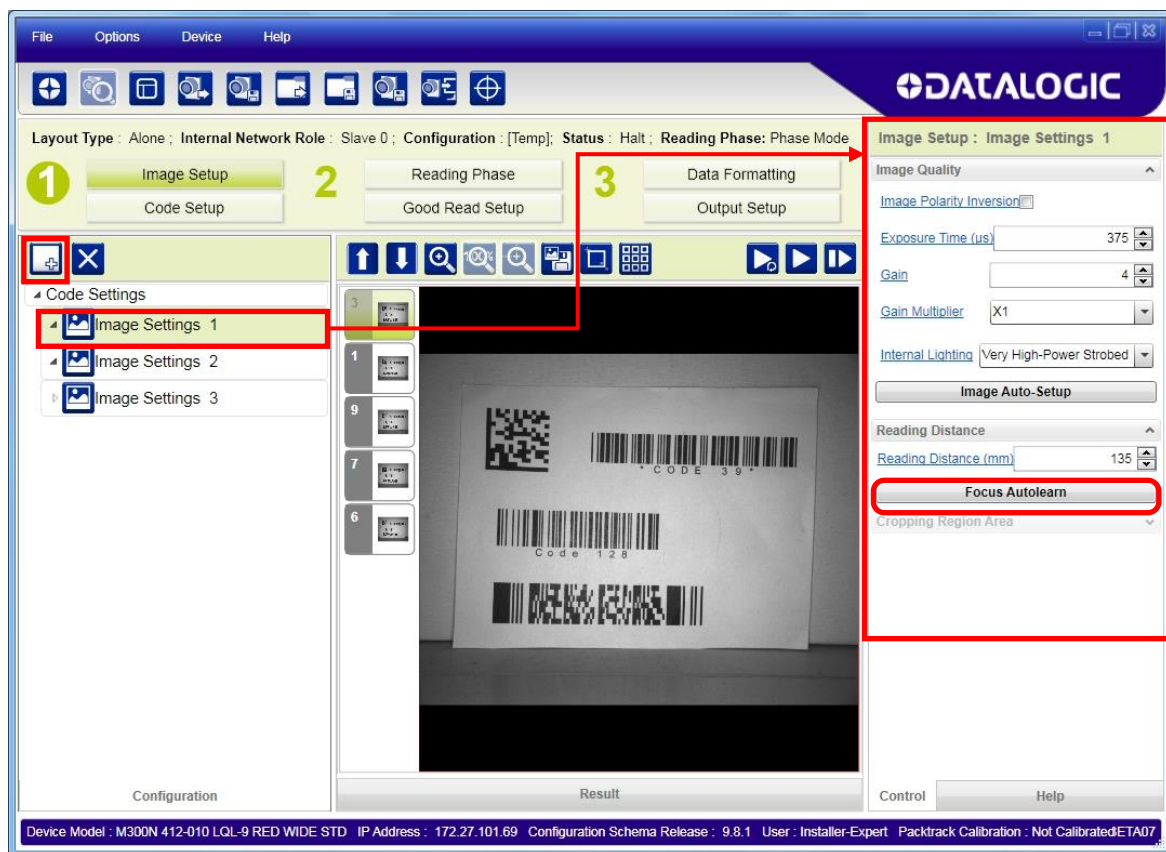 File Options Device Help
DATALOGIC
Layout Type : Alone ; Internal Network Role : Slave 0 ; Configuration : [Temp]; Status : Halt ; Reading Phase: Phase Mode
1 Image Setup 2 Reading Phase 3 Data Formatting
Code Setup Good Read Setup Output Setup
Code Settings
Image Settings 1
Image Settings 2
Image Settings 3
3
1
9
7
6
* CODE 39 *
Code 128
Image Setup : Image Settings 1
Image Quality
Image Polarity Inversion
Exposure Time (µs) 375
Gain 4
Gain Multiplier X1
Internal Lighting Very High-Power Strobed
Image Auto-Setup
Reading Distance
Reading Distance (mm) 135
Focus Autolearn
Cropping Region Area
Configuration Result Control Help
Device Model : M300N 412-010 LQL-9 RED WIDE STD IP Address : 172.27.101.69 Configuration Schema Release : 9.8.1 User : Installer-Expert Packtrack Calibration : Not Calibrated